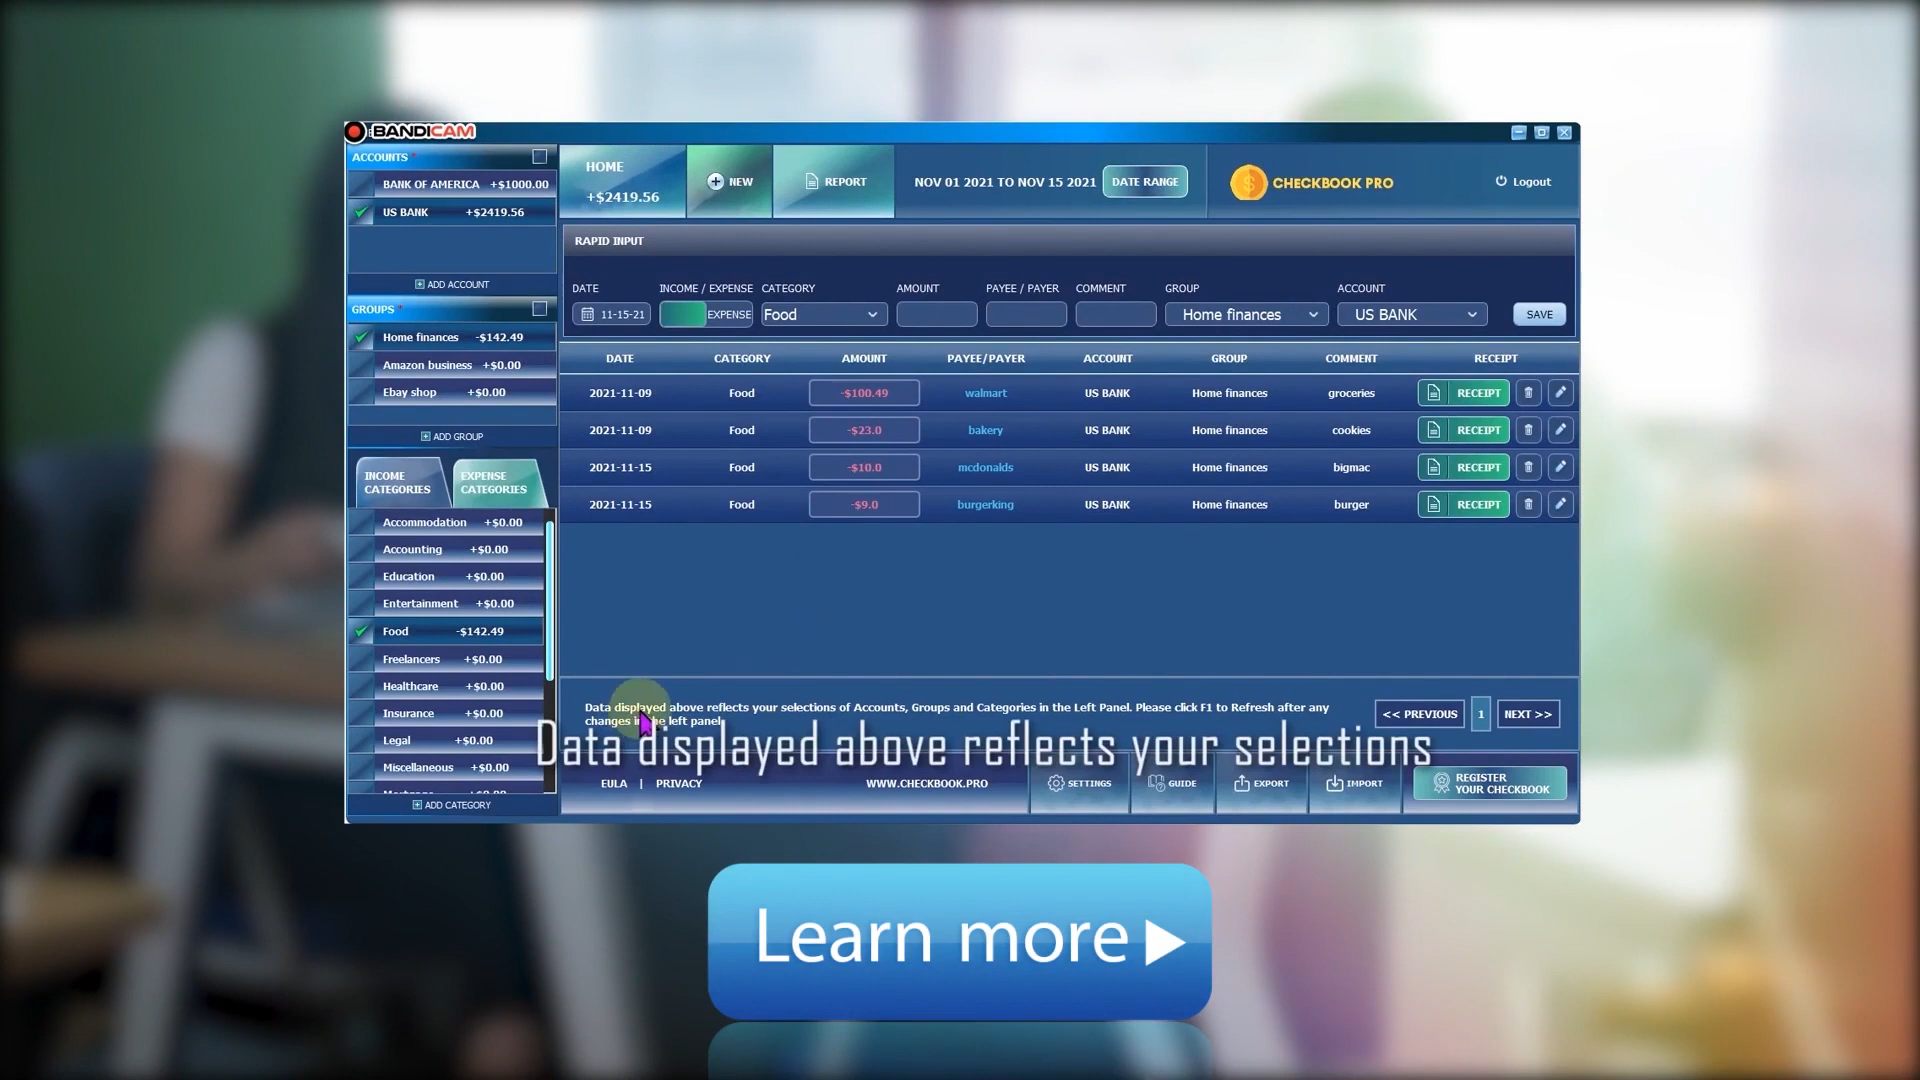 BANDICAM
ACCOUNTS *
BANK OF AMERICA +$1000.00
US BANK +$2419.56
ADD ACCOUNT
GROUPS *
Home finances -$142.49
Amazon business +$0.00
Ebay shop +$0.00
ADD GROUP
INCOME CATEGORIES
EXPENSE CATEGORIES
Accommodation +$0.00
Accounting +$0.00
Education +$0.00
Entertainment +$0.00
Food -$142.49
Freelancers +$0.00
Healthcare +$0.00
Insurance +$0.00
Legal +$0.00
Miscellaneous +$0.00
ADD CATEGORY
HOME
+$2419.56
NEW
REPORT
NOV 01 2021 TO NOV 15 2021
DATE RANGE
CHECKBOOK PRO
Logout
RAPID INPUT
DATE INCOME / EXPENSE CATEGORY AMOUNT PAYEE / PAYER COMMENT GROUP ACCOUNT
11-15-21 EXPENSE Food Home finances US BANK SAVE
DATE CATEGORY AMOUNT PAYEE/PAYER ACCOUNT GROUP COMMENT RECEIPT
2021-11-09 Food -$100.49 walmart US BANK Home finances groceries RECEIPT
2021-11-09 Food -$23.0 bakery US BANK Home finances cookies RECEIPT
2021-11-15 Food -$10.0 mcdonalds US BANK Home finances bigmac RECEIPT
2021-11-15 Food -$9.0 burgerking US BANK Home finances burger RECEIPT
Data displayed above reflects your selections of Accounts, Groups and Categories in the Left Panel. Please click F1 to Refresh after any
changes in the left panel
<< PREVIOUS 1 NEXT >>
Data displayed above reflects your selections
EULA | PRIVACY
WWW.CHECKBOOK.PRO
SETTINGS
GUIDE
EXPORT
IMPORT
REGISTER
YOUR CHECKBOOK
Learn more